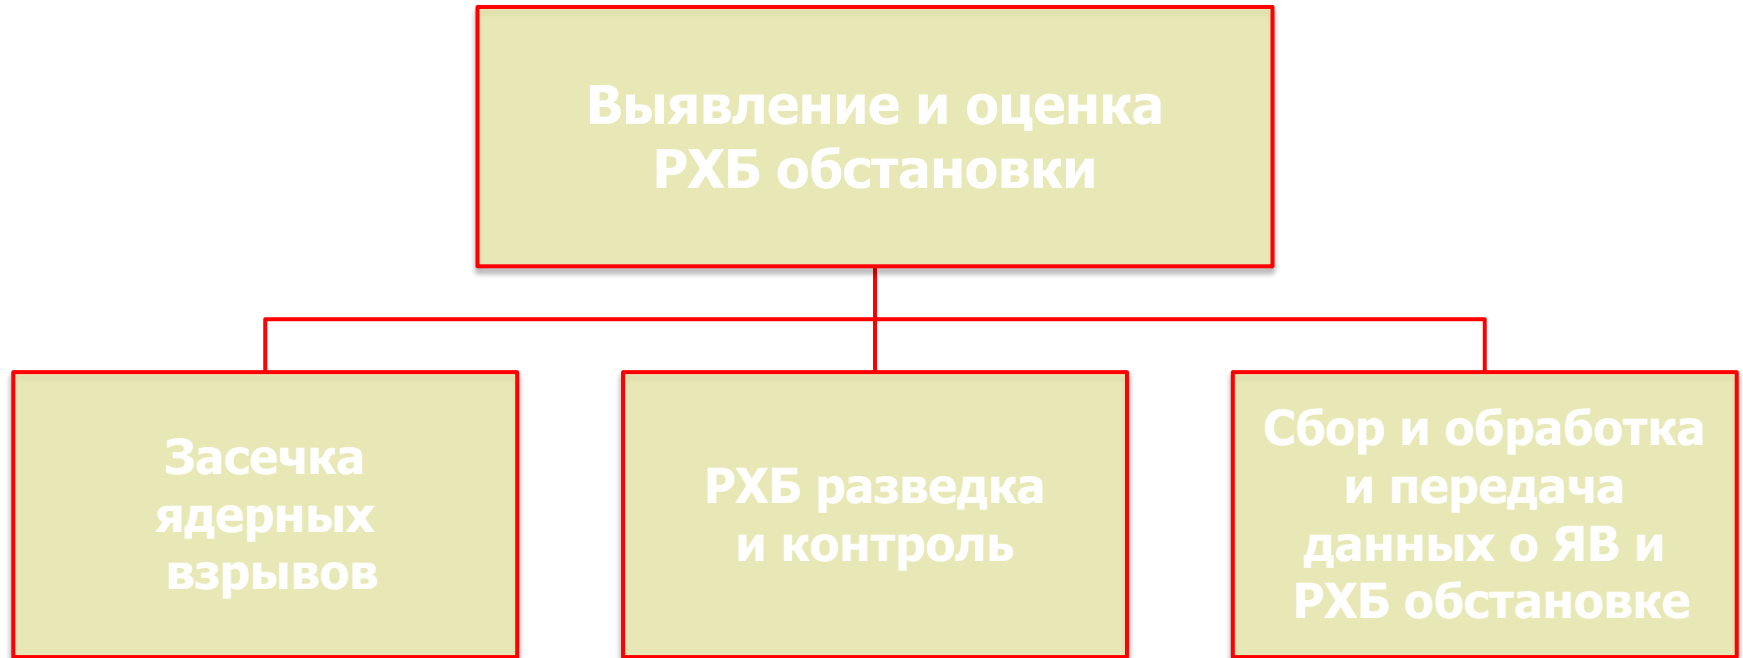 Выявление и оценка
РХБ обстановки
Засечка
ядерных
взрывов
РХБ разведка
и контроль
Сбор и обработка
и передача
данных о ЯВ и
РХБ обстановке